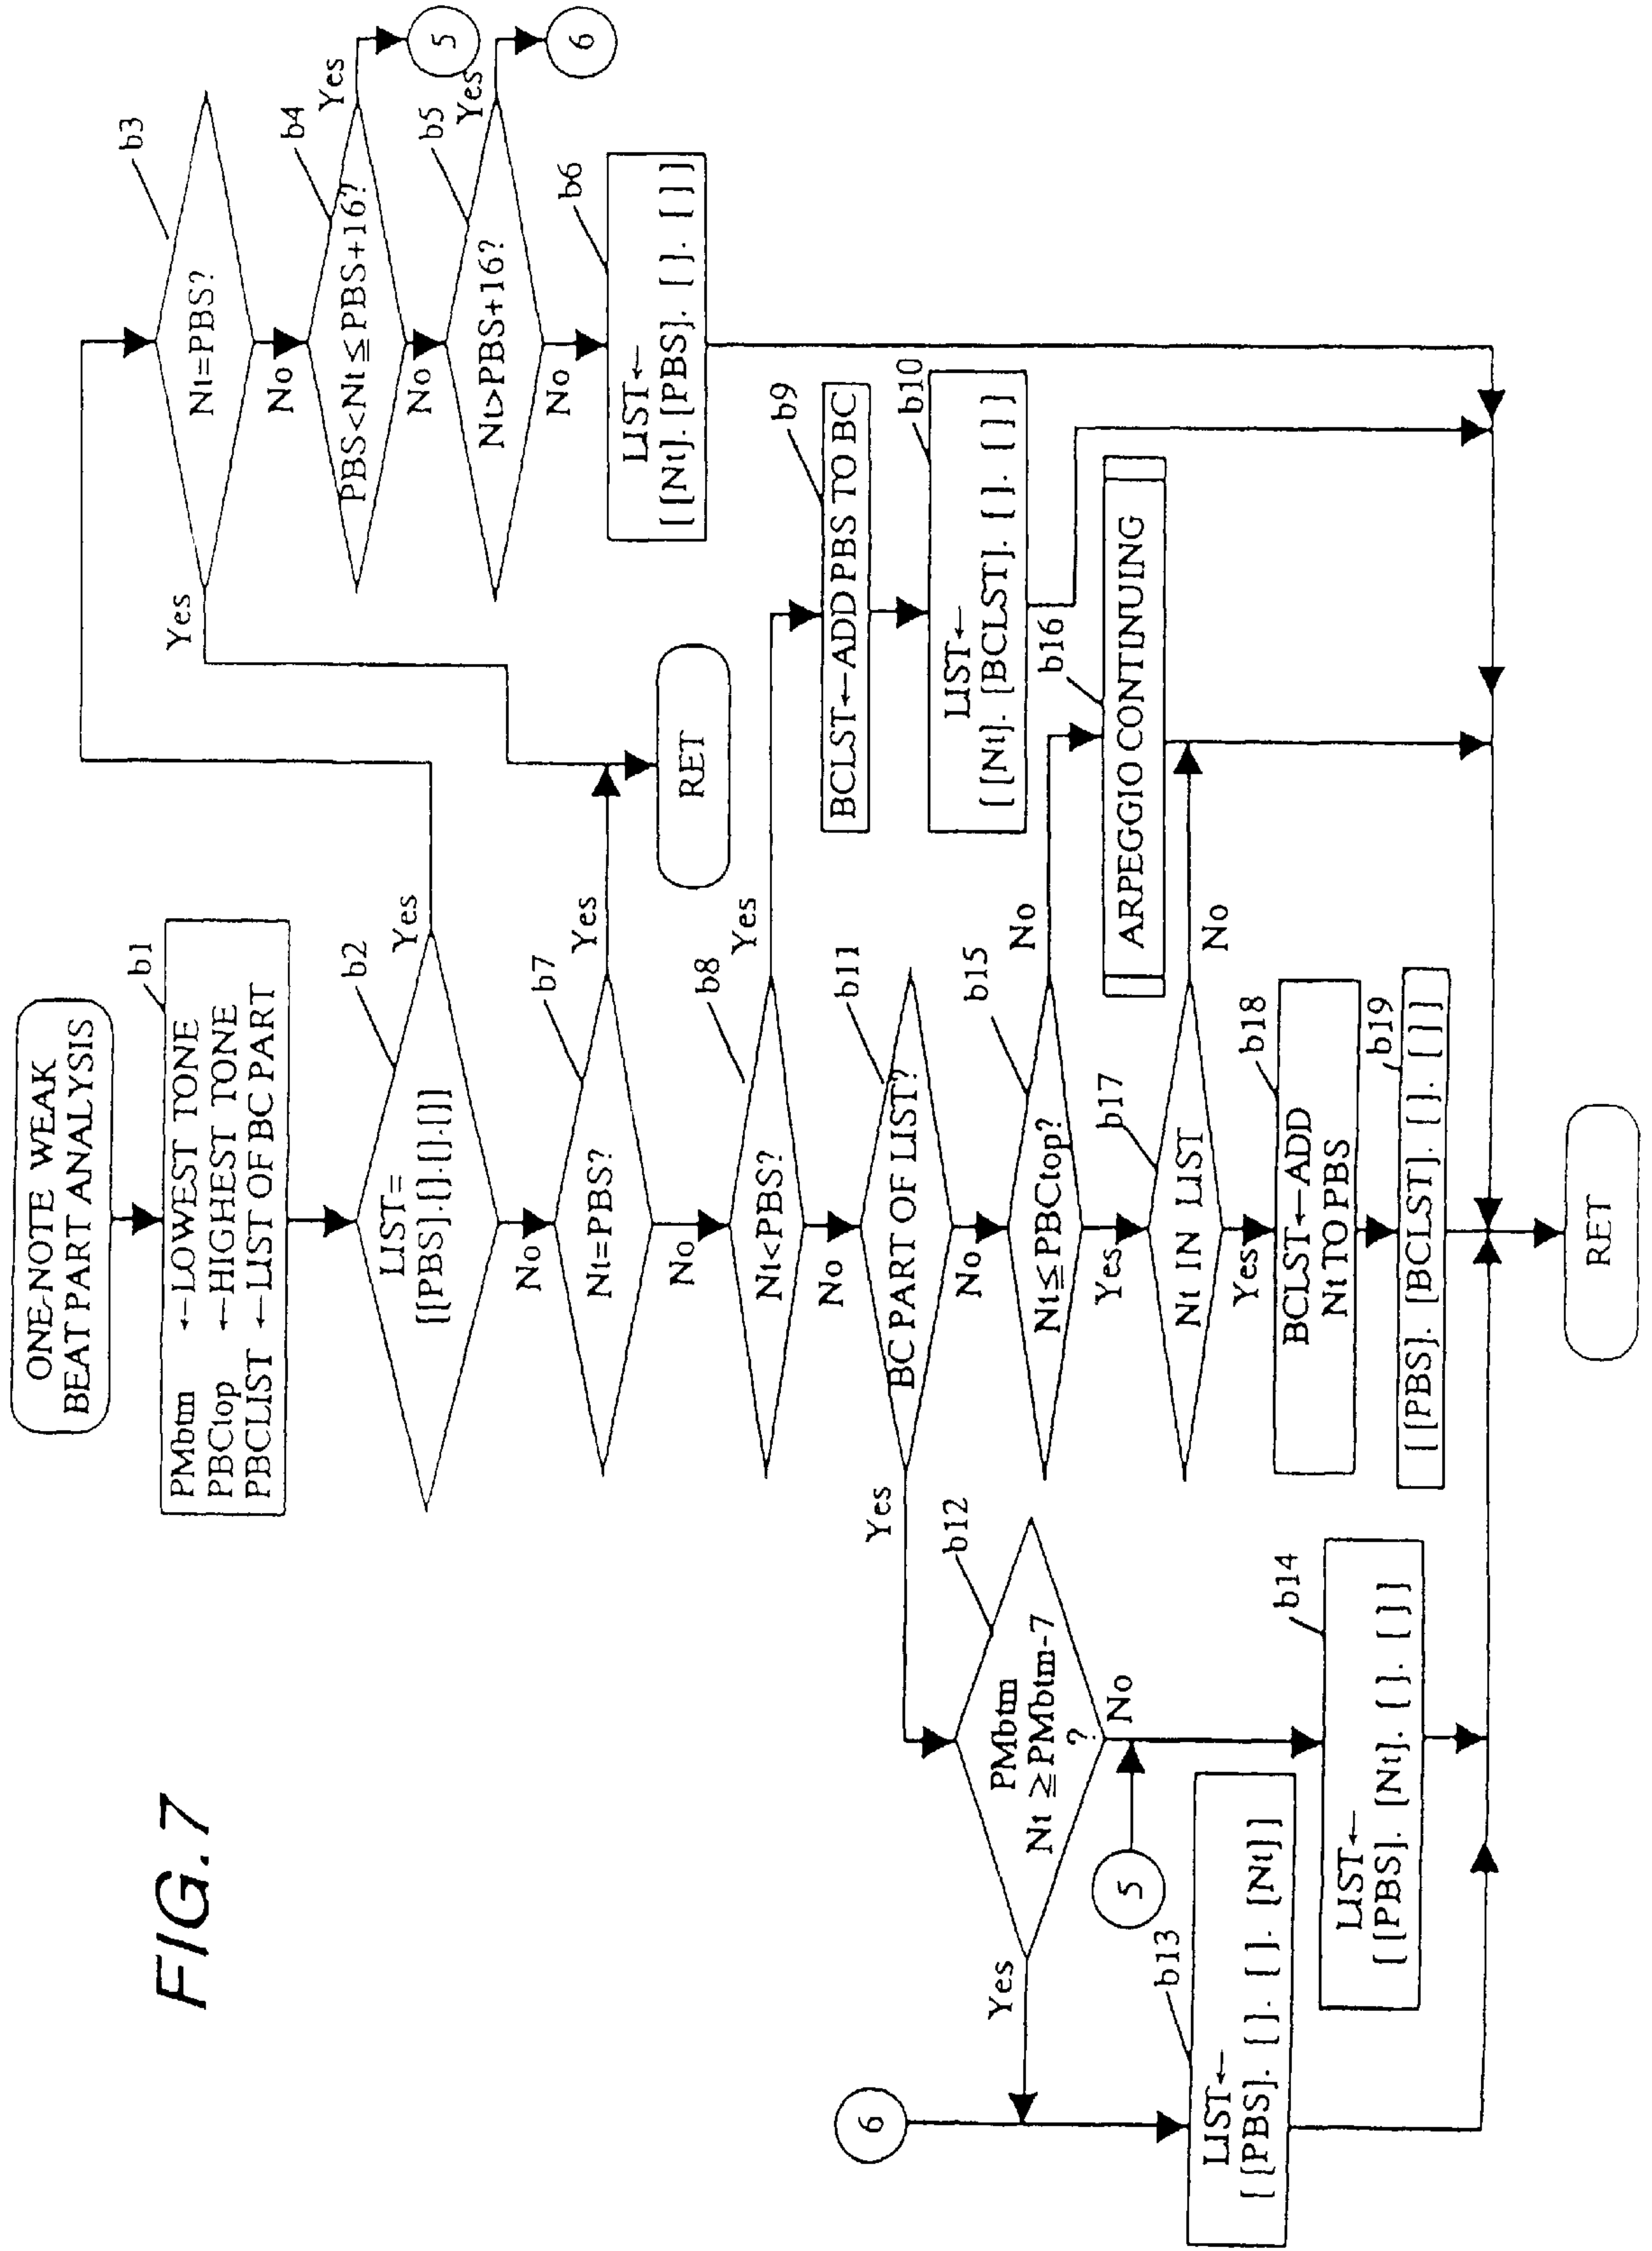 FIG.7
ONE-NOTE WEAK
BEAT PART ANALYSIS
b1
PMbtm ←LOWEST TONE
PBCtop ←HIGHEST TONE
PBCLIST ←LIST OF BC PART
b2
LIST=
[[PBS].[].[].[]]
Yes
No
b3
Nt=PBS?
Yes
No
b4
PBS<Nt≦PBS+16?
Yes
5
No
b5
Nt>PBS+16?
Yes
6
No
b6
LIST←
[[Nt]. [PBS]. []. []]
b7
Nt=PBS?
Yes
No
RET
b8
Nt<PBS?
Yes
No
b9
BCLST←ADD PBS TO BC
b10
LIST←
[[Nt]. [BCLST]. []. []]
b11
BC PART OF LIST?
Yes
No
b12
PMbtm
Nt ≧PMbtm-7
?
Yes
No
6
5
b13
LIST←
[[PBS]. []. []. [Nt]]
b14
LIST←
[[PBS]. [Nt]. []. []]
b15
Nt≦PBCtop?
No
Yes
b16
ARPEGGIO CONTINUING
b17
Nt IN LIST
No
Yes
b18
BCLST←ADD
Nt TO PBS
b19
[[PBS]. [BCLST]. []. []]
RET